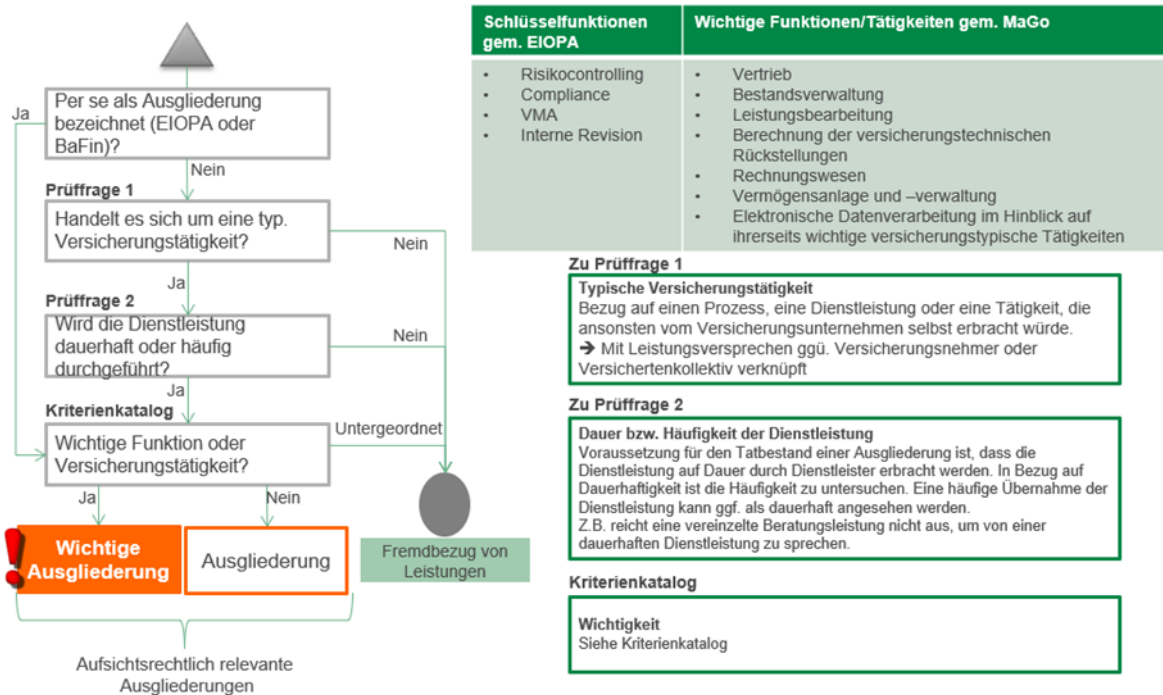 Per se als Ausgliederung
bezeichnet (EIOPA oder
BaFin)?
Ja
Nein
Prüffrage 1
Handelt es sich um eine typ.
Versicherungstätigkeit?
Nein
Ja
Prüffrage 2
Wird die Dienstleistung
dauerhaft oder häufig
durchgeführt?
Nein
Ja
Kriterienkatalog
Wichtige Funktion oder
Versicherungstätigkeit?
Untergeordnet
Ja
Nein
Wichtige
Ausgliederung
Ausgliederung
Fremdbezug von
Leistungen
Aufsichtsrechtlich relevante
Ausgliederungen
Schlüsselfunktionen
gem. EIOPA
• Risikocontrolling
• Compliance
• VMA
• Interne Revision
Wichtige Funktionen/Tätigkeiten gem. MaGo
• Vertrieb
• Bestandsverwaltung
• Leistungsbearbeitung
• Berechnung der versicherungstechnischen
Rückstellungen
• Rechnungswesen
• Vermögensanlage und –verwaltung
• Elektronische Datenverarbeitung im Hinblick auf
ihrerseits wichtige versicherungstypische Tätigkeiten
Zu Prüffrage 1
Typische Versicherungstätigkeit
Bezug auf einen Prozess, eine Dienstleistung oder eine Tätigkeit, die
ansonsten vom Versicherungsunternehmen selbst erbracht würde.
➔ Mit Leistungsversprechen ggü. Versicherungsnehmer oder
Versichertenkollektiv verknüpft
Zu Prüffrage 2
Dauer bzw. Häufigkeit der Dienstleistung
Voraussetzung für den Tatbestand einer Ausgliederung ist, dass die
Dienstleistung auf Dauer durch Dienstleister erbracht werden. In Bezug auf
Dauerhaftigkeit ist die Häufigkeit zu untersuchen. Eine häufige Übernahme der
Dienstleistung kann ggf. als dauerhaft angesehen werden.
Z.B. reicht eine vereinzelte Beratungsleistung nicht aus, um von einer
dauerhaften Dienstleistung zu sprechen.
Kriterienkatalog
Wichtigkeit
Siehe Kriterienkatalog